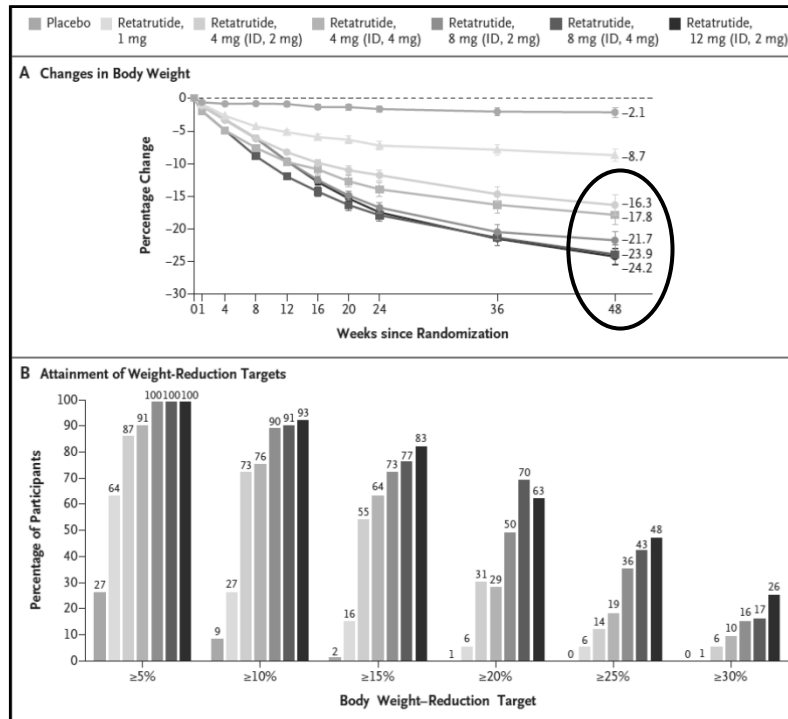 Placebo
Retatrutide,
1 mg
Retatrutide,
4 mg (ID, 2 mg)
Retatrutide,
4 mg (ID, 4 mg)
Retatrutide,
8 mg (ID, 2 mg)
Retatrutide,
8 mg (ID, 4 mg)
Retatrutide,
12 mg (ID, 2 mg)
A Changes in Body Weight
Percentage Change
0
−5
−10
−15
−20
−25
−30
−2.1
−8.7
−16.3
−17.8
−21.7
−23.9
−24.2
0 1 4 8 12 16 20 24 36 48
Weeks since Randomization
B Attainment of Weight-Reduction Targets
Percentage of Participants
100
90
80
70
60
50
40
30
20
10
0
27 64 87 91 100 100 100
9 27 73 76 90 91 93
2 16 55 64 73 77 83
1 6 31 29 50 70 63
0 6 14 19 36 43 48
0 1 6 10 16 17 26
≥5% ≥10% ≥15% ≥20% ≥25% ≥30%
Body Weight–Reduction Target